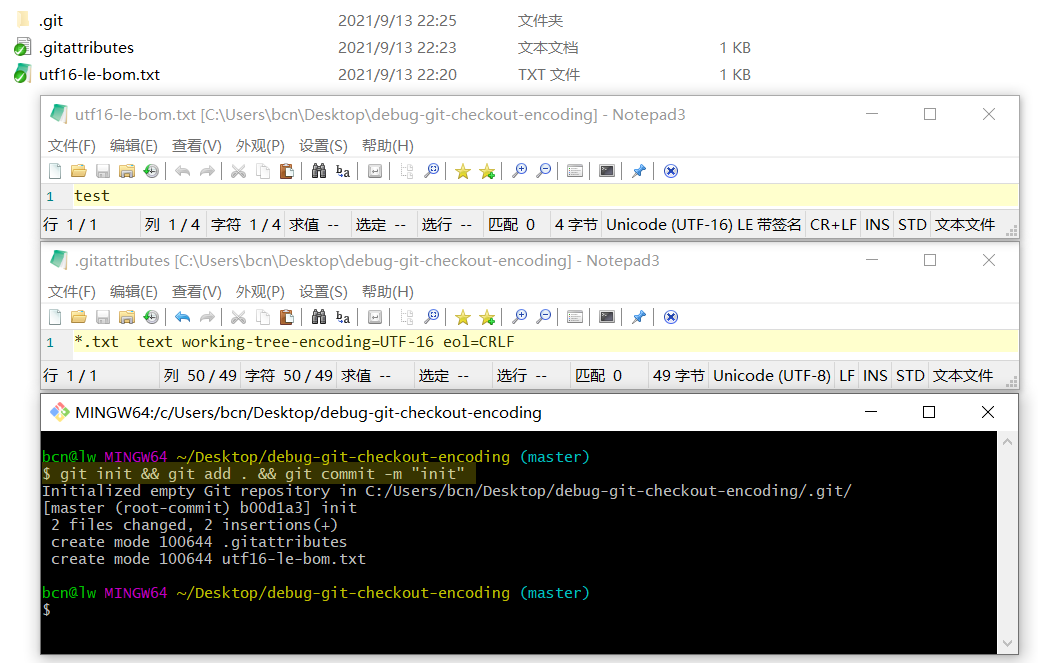 .git 2021/9/13 22:25 文件夹
.gitattributes 2021/9/13 22:23 文本文档 1 KB
utf16-le-bom.txt 2021/9/13 22:20 TXT 文件 1 KB
utf16-le-bom.txt [C:\Users\bcn\Desktop\debug-git-checkout-encoding] - Notepad3
文件(F) 编辑(E) 查看(V) 外观(P) 设置(S) 帮助(H)
1 test
行 1 / 1 列 1 / 4 字符 1 / 4 求值 -- 选定 -- 选行 -- 匹配 0 4 字节 Unicode (UTF-16) LE 带签名 CR+LF INS STD 文本文件
.gitattributes [C:\Users\bcn\Desktop\debug-git-checkout-encoding] - Notepad3
文件(F) 编辑(E) 查看(V) 外观(P) 设置(S) 帮助(H)
1 *.txt  text working-tree-encoding=UTF-16 eol=CRLF
行 1 / 1 列 50 / 49 字符 50 / 49 求值 -- 选定 -- 选行 -- 匹配 0 49 字节 Unicode (UTF-8) LF INS STD 文本文件
MINGW64:/c/Users/bcn/Desktop/debug-git-checkout-encoding
bcn@lw MINGW64 ~/Desktop/debug-git-checkout-encoding (master)
$ git init && git add . && git commit -m "init"
Initialized empty Git repository in C:/Users/bcn/Desktop/debug-git-checkout-encoding/.git/
[master (root-commit) b00d1a3] init
 2 files changed, 2 insertions(+)
 create mode 100644 .gitattributes
 create mode 100644 utf16-le-bom.txt
bcn@lw MINGW64 ~/Desktop/debug-git-checkout-encoding (master)
$